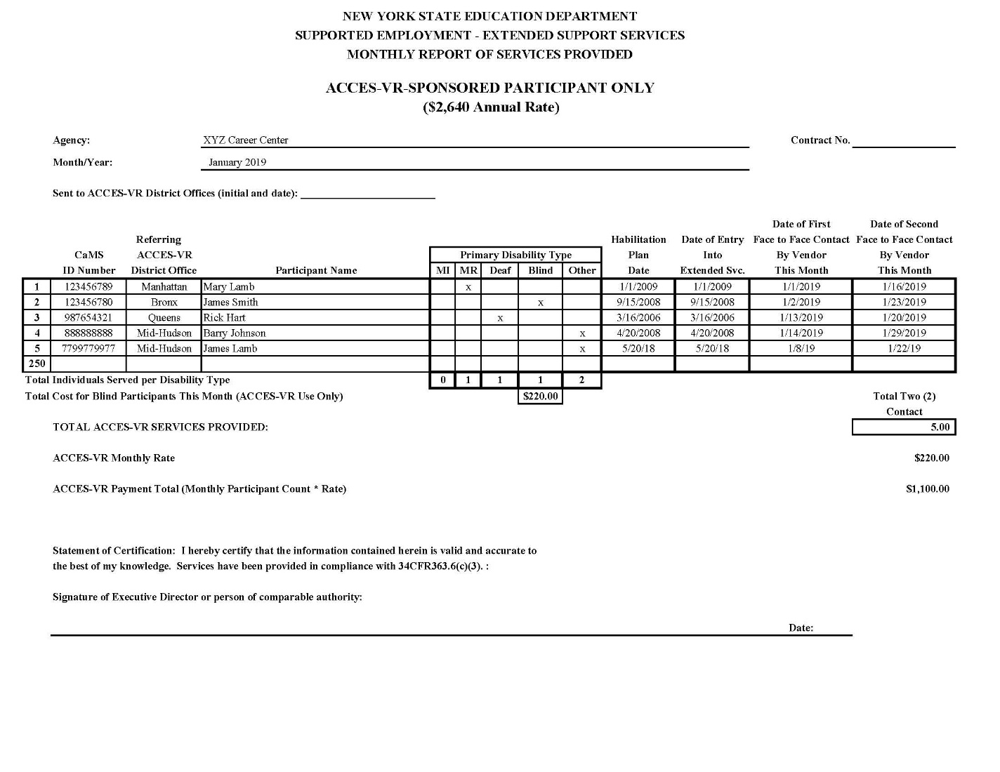 NEW YORK STATE EDUCATION DEPARTMENT
SUPPORTED EMPLOYMENT - EXTENDED SUPPORT SERVICES
MONTHLY REPORT OF SERVICES PROVIDED
ACCES-VR-SPONSORED PARTICIPANT ONLY
($2,640 Annual Rate)
Agency: XYZ Career Center Contract No.
Month/Year: January 2019
Sent to ACCES-VR District Offices (initial and date):
Date of First Date of Second
Referring Habilitation Date of Entry Face to Face Contact Face to Face Contact
CaMS ACCES-VR Primary Disability Type Plan Into By Vendor By Vendor
ID Number District Office Participant Name MI MR Deaf Blind Other Date Extended Svc. This Month This Month
1 123456789 Manhattan Mary Lamb x 1/1/2009 1/1/2009 1/1/2019 1/16/2019
2 123456780 Bronx James Smith x 9/15/2008 9/15/2008 1/2/2019 1/23/2019
3 987654321 Queens Rick Hart x 3/16/2006 3/16/2006 1/13/2019 1/20/2019
4 888888888 Mid-Hudson Barry Johnson x 4/20/2008 4/20/2008 1/14/2019 1/29/2019
5 7799779977 Mid-Hudson James Lamb x 5/20/18 5/20/18 1/8/19 1/22/19
250
Total Individuals Served per Disability Type 0 1 1 1 2
Total Cost for Blind Participants This Month (ACCES-VR Use Only) $220.00 Total Two (2)
Contact
TOTAL ACCES-VR SERVICES PROVIDED: 5.00
ACCES-VR Monthly Rate $220.00
ACCES-VR Payment Total (Monthly Participant Count * Rate) $1,100.00
Statement of Certification: I hereby certify that the information contained herein is valid and accurate to
the best of my knowledge. Services have been provided in compliance with 34CFR363.6(c)(3). :
Signature of Executive Director or person of comparable authority:
Date: